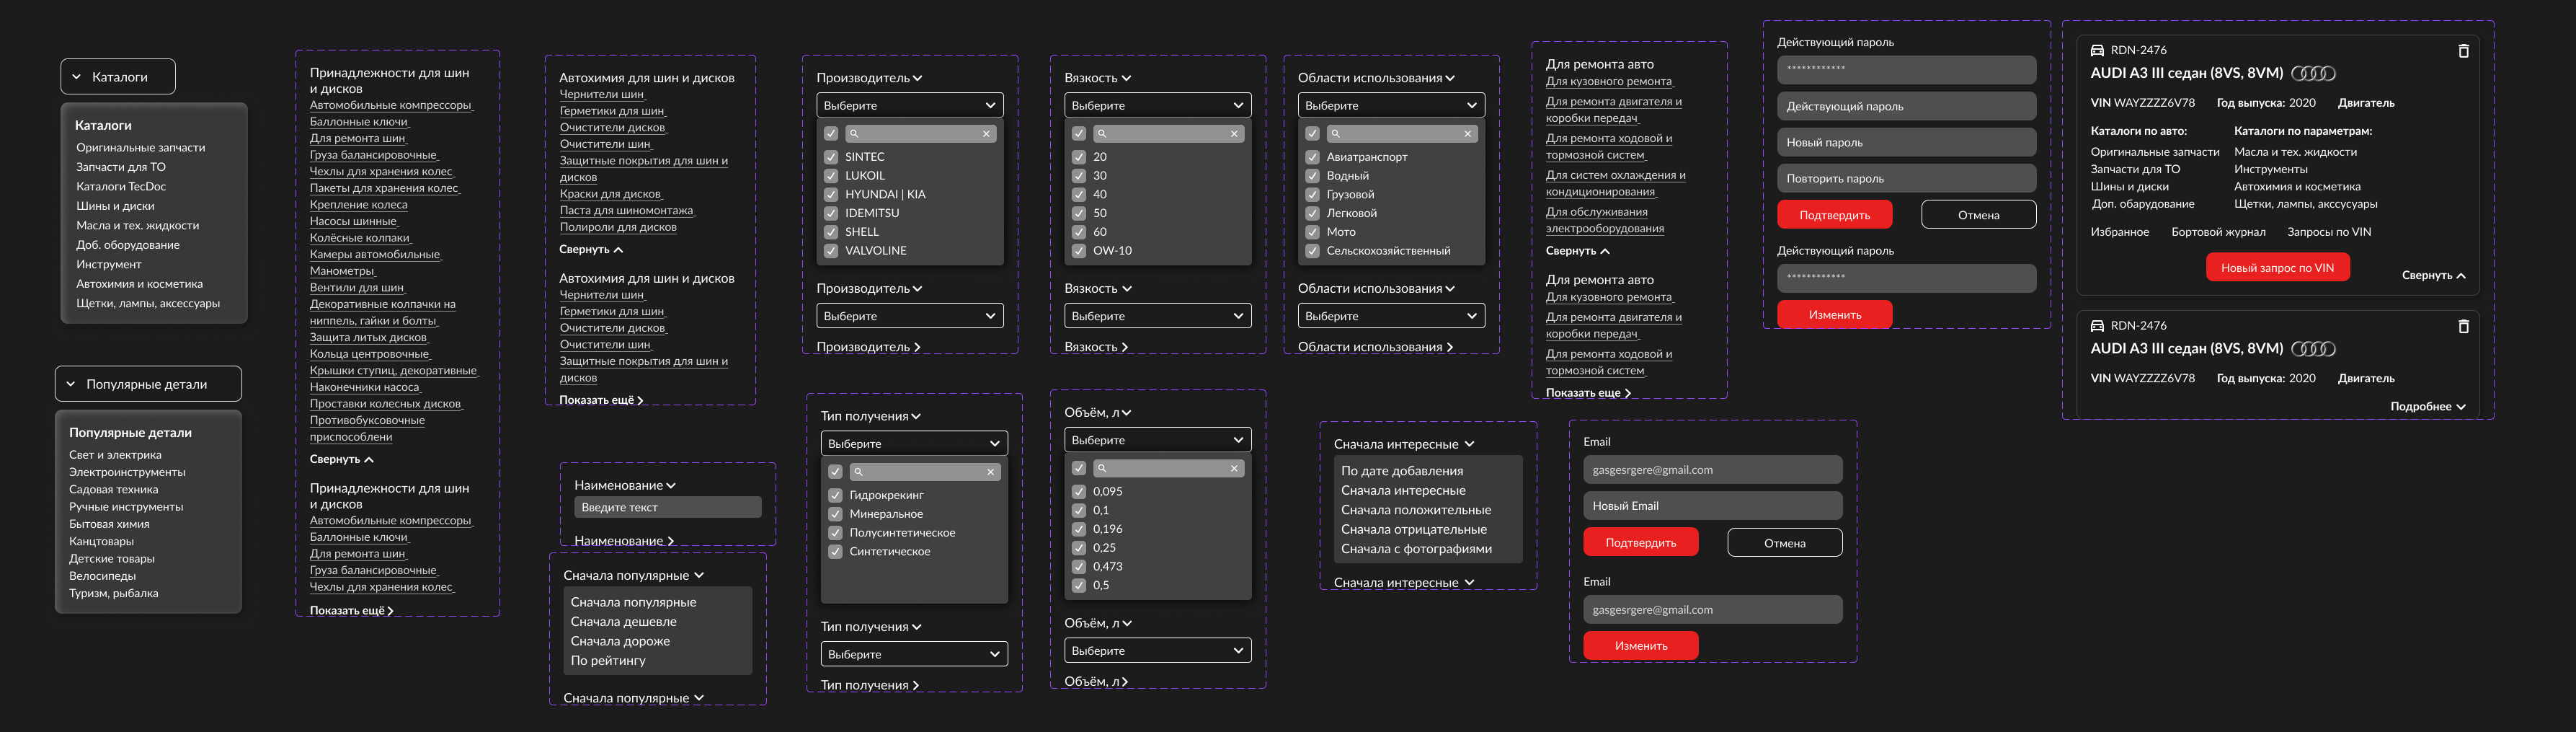 Каталоги
Каталоги
Оригинальные запчасти
Запчасти для ТО
Каталоги TecDoc
Шины и диски
Масла и тех. жидкости
Доб. оборудование
Инструмент
Автохимия и косметика
Щетки, лампы, аксессуары
Популярные детали
Популярные детали
Свет и электрика
Электроинструменты
Садовая техника
Ручные инструменты
Бытовая химия
Канцтовары
Детские товары
Велосипеды
Туризм, рыбалка
Принадлежности для шин
и дисков
Автомобильные компрессоры
Баллонные ключи
Для ремонта шин
Груза балансировочные
Чехлы для хранения колес
Пакеты для хранения колес
Крепление колеса
Насосы шинные
Колёсные колпаки
Камеры автомобильные
Манометры
Вентили для шин
Декоративные колпачки на
ниппель, гайки и болты
Защита литых дисков
Кольца центровочные
Крышки ступиц, декоративные
Наконечники насоса
Проставки колесных дисков
Противобуксовочные
приспособлени
Свернуть
Принадлежности для шин
и дисков
Автомобильные компрессоры
Баллонные ключи
Для ремонта шин
Груза балансировочные
Чехлы для хранения колес
Показать ещё
Автохимия для шин и дисков
Чернители шин
Герметики для шин
Очистители дисков
Очистители шин
Защитные покрытия для шин и
дисков
Краски для дисков
Паста для шиномонтажа
Полироли для дисков
Свернуть
Автохимия для шин и дисков
Чернители шин
Герметики для шин
Очистители дисков
Очистители шин
Защитные покрытия для шин и
дисков
Показать ещё
Наименование
Введите текст
Наименование
Сначала популярные
Сначала популярные
Сначала дешевле
Сначала дороже
По рейтингу
Сначала популярные
Производитель
Выберите
SINTEC
LUKOIL
HYUNDAI | KIA
IDEMITSU
SHELL
VALVOLINE
Производитель
Выберите
Производитель
Тип получения
Выберите
Гидрокрекинг
Минеральное
Полусинтетическое
Синтетическое
Тип получения
Выберите
Тип получения
Вязкость
Выберите
20
30
40
50
60
OW-10
Вязкость
Выберите
Вязкость
Объём, л
Выберите
0,095
0,1
0,196
0,25
0,473
0,5
Объём, л
Выберите
Объём, л
Области использования
Выберите
Авиатранспорт
Водный
Грузовой
Легковой
Мото
Сельскохозяйственный
Области использования
Выберите
Области использования
Сначала интересные
По дате добавления
Сначала интересные
Сначала положительные
Сначала отрицательные
Сначала с фотографиями
Сначала интересные
Для ремонта авто
Для кузовного ремонта
Для ремонта двигателя и
коробки передач
Для ремонта ходовой и
тормозной систем
Для систем охлаждения и
кондиционирования
Для обслуживания
электрооборудования
Свернуть
Для ремонта авто
Для кузовного ремонта
Для ремонта двигателя и
коробки передач
Для ремонта ходовой и
тормозной систем
Показать еще
Email
gasgesrgere@gmail.com
Новый Email
Подтвердить
Отмена
Email
gasgesrgere@gmail.com
Изменить
Действующий пароль
************
Действующий пароль
Новый пароль
Повторить пароль
Подтвердить
Отмена
Действующий пароль
************
Изменить
RDN-2476
AUDI A3 III седан (8VS, 8VM)
VIN WAYZZZZ6V78 Год выпуска: 2020 Двигатель
Каталоги по авто:
Оригинальные запчасти
Запчасти для ТО
Шины и диски
Доп. обарудование
Каталоги по параметрам:
Масла и тех. жидкости
Инструменты
Автохимия и косметика
Щетки, лампы, акссусуары
Избранное Бортовой журнал Запросы по VIN
Новый запрос по VIN
Свернуть
RDN-2476
AUDI A3 III седан (8VS, 8VM)
VIN WAYZZZZ6V78 Год выпуска: 2020 Двигатель
Подробнее